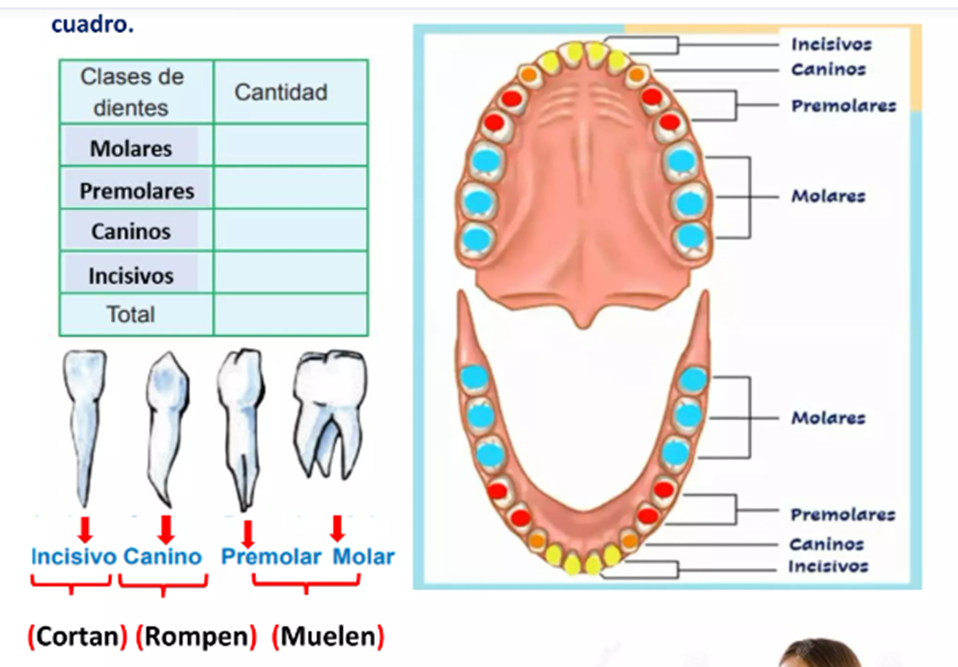 cuadro.
Clases de
dientes
Cantidad
Molares
Premolares
Caninos
Incisivos
Total
Incisivo Canino Premolar Molar
(Cortan) (Rompen) (Muelen)
Incisivos
Caninos
Premolares
Molares
Molares
Premolares
Caninos
Incisivos